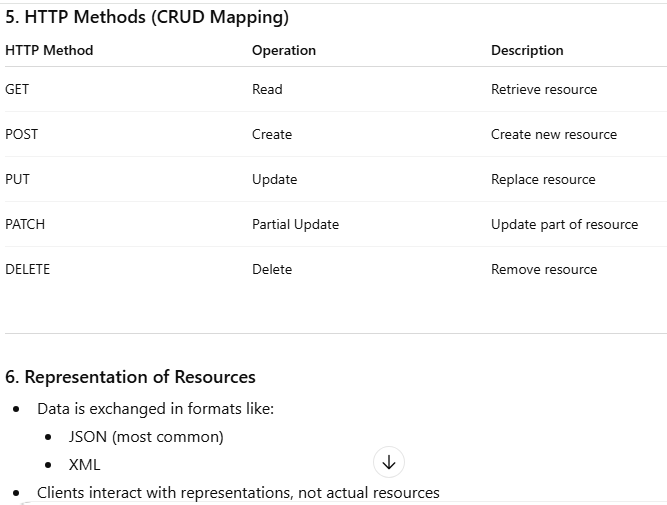 5. HTTP Methods (CRUD Mapping)
HTTP Method Operation Description
GET Read Retrieve resource
POST Create Create new resource
PUT Update Replace resource
PATCH Partial Update Update part of resource
DELETE Delete Remove resource
6. Representation of Resources
• Data is exchanged in formats like:
• JSON (most common)
• XML
• Clients interact with representations, not actual resources